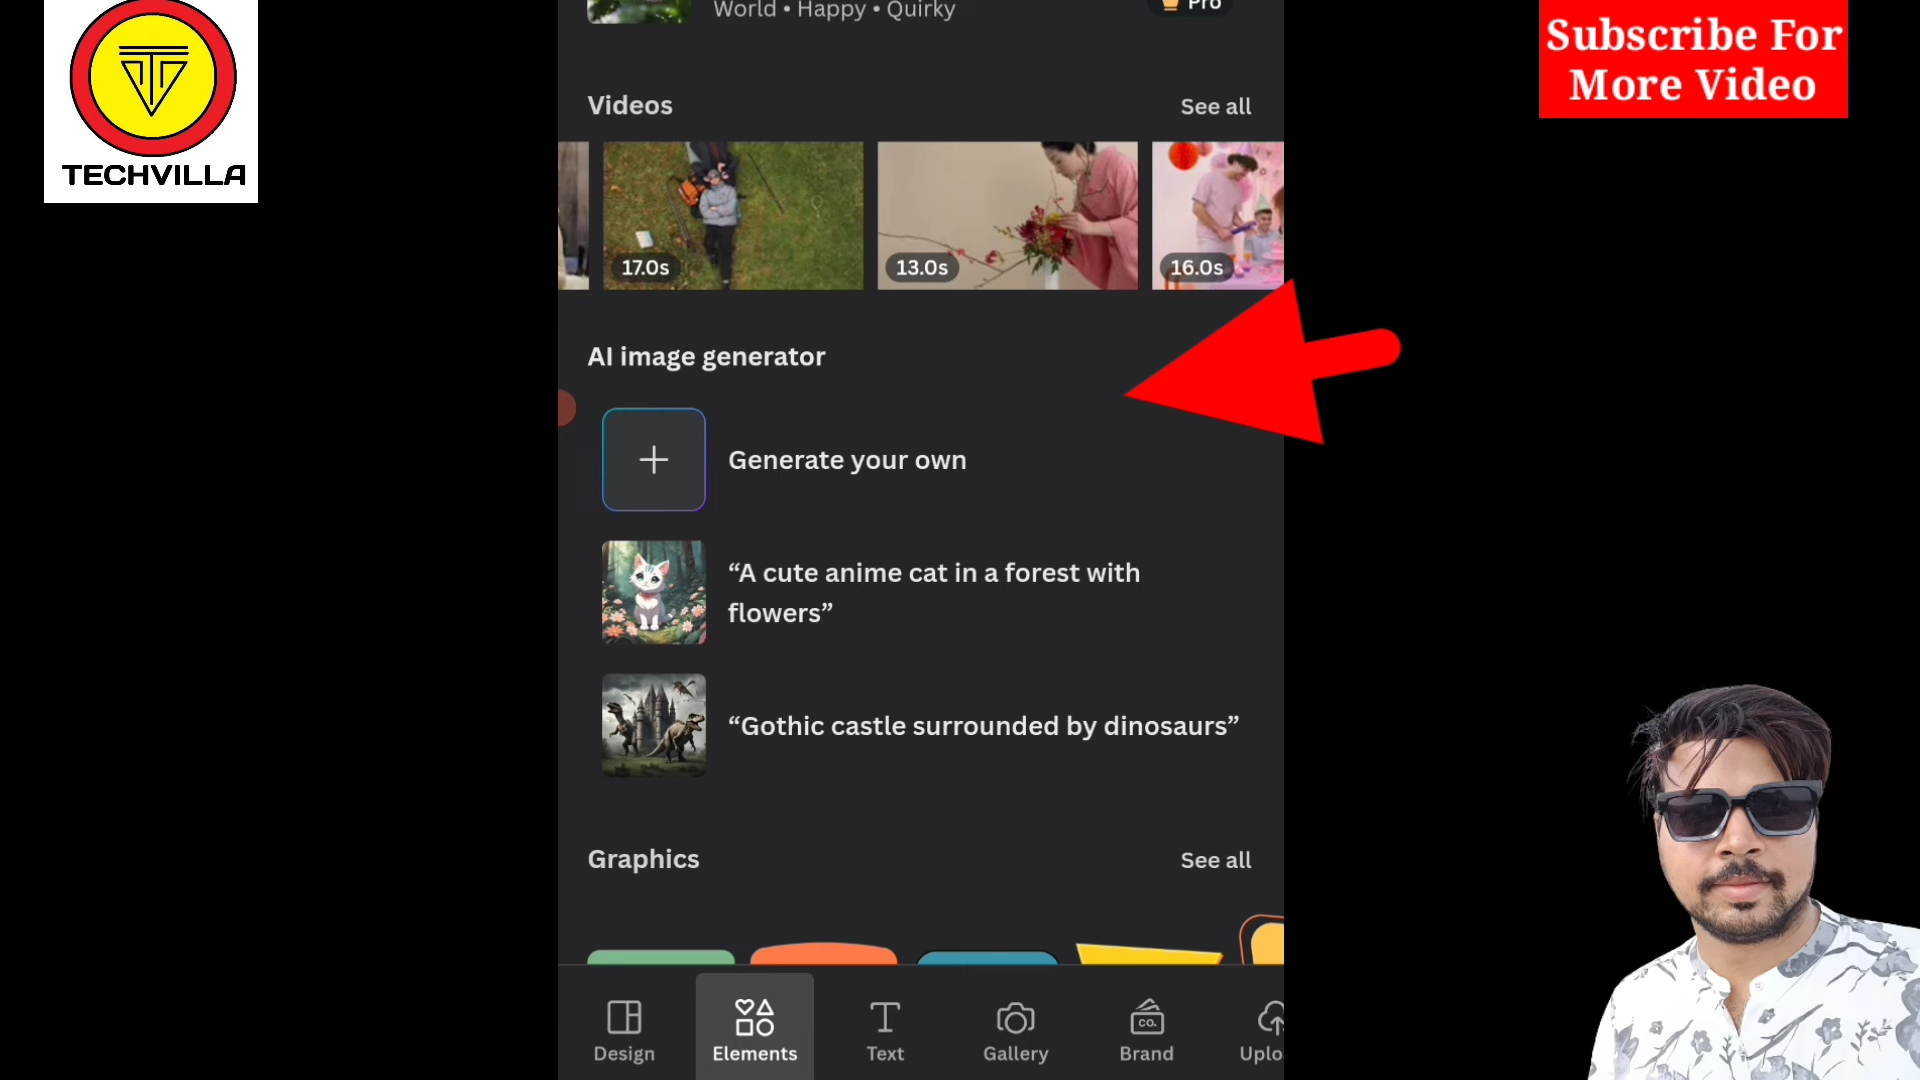 World • Happy • Quirky
Pro
Subscribe For
More Video
TECHVILLA
Videos
See all
17.0s
13.0s
16.0s
AI image generator
Generate your own
“A cute anime cat in a forest with
flowers”
“Gothic castle surrounded by dinosaurs”
Graphics
See all
CO.
Design
Elements
Text
Gallery
Brand
Uplo